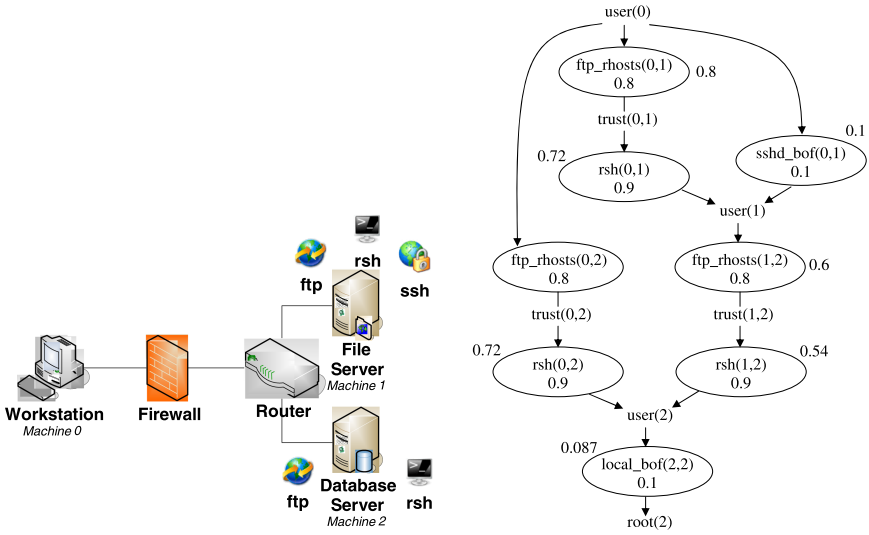 rsh
ftp
ssh
File
Server
Machine 1
Workstation
Machine 0
Firewall
Router
Database
Server
Machine 2
ftp
rsh
user(0)
ftp_rhosts(0,1)
0.8
0.8
trust(0,1)
0.72
rsh(0,1)
0.9
0.1
sshd_bof(0,1)
0.1
user(1)
ftp_rhosts(0,2)
0.8
ftp_rhosts(1,2)
0.8
0.6
trust(0,2)
trust(1,2)
0.72
rsh(0,2)
0.9
0.54
rsh(1,2)
0.9
user(2)
0.087
local_bof(2,2)
0.1
root(2)